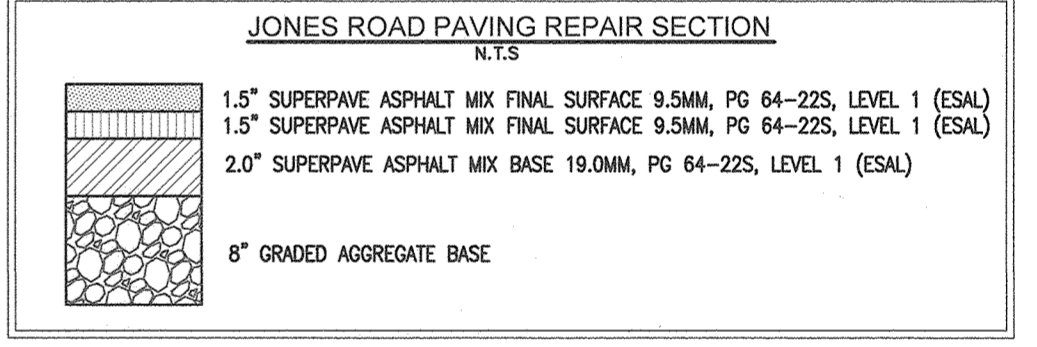 JONES ROAD PAVING REPAIR SECTION
N.T.S
1.5" SUPERPAVE ASPHALT MIX FINAL SURFACE 9.5MM, PG 64-22S, LEVEL 1 (ESAL)
1.5" SUPERPAVE ASPHALT MIX FINAL SURFACE 9.5MM, PG 64-22S, LEVEL 1 (ESAL)
2.0" SUPERPAVE ASPHALT MIX BASE 19.0MM, PG 64-22S, LEVEL 1 (ESAL)
8" GRADED AGGREGATE BASE